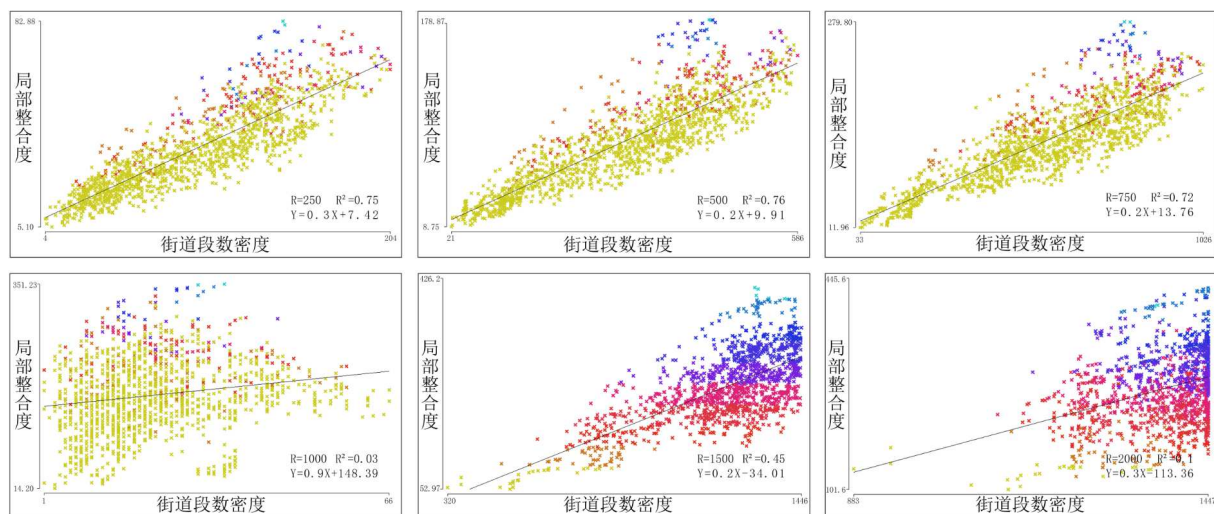 82.88
局部整合度
R=250 R²=0.75
Y=0.3X+7.42
5.10
4
街道段数密度
204
178.87
局部整合度
R=500 R²=0.76
Y=0.2X+9.91
8.75
21
街道段数密度
586
279.80
局部整合度
R=750 R²=0.72
Y=0.2X+13.76
11.96
33
街道段数密度
1026
351.23
局部整合度
R=1000 R²=0.03
Y=0.9X+148.39
14.20
1
街道段数密度
66
426.2
局部整合度
R=1500 R²=0.45
Y=0.2X-34.01
52.97
320
街道段数密度
1446
445.6
局部整合度
R=2000 R²=0.1
Y=0.3X-113.36
101.6
883
街道段数密度
1447